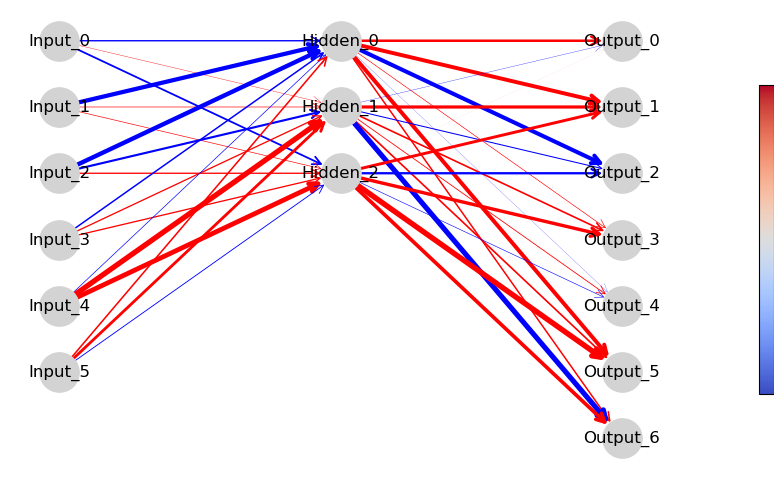 Input_0
Hidden_0
Output_0
Input_1
Hidden_1
Output_1
Input_2
Hidden_2
Output_2
Input_3
Output_3
Input_4
Output_4
Input_5
Output_5
Output_6